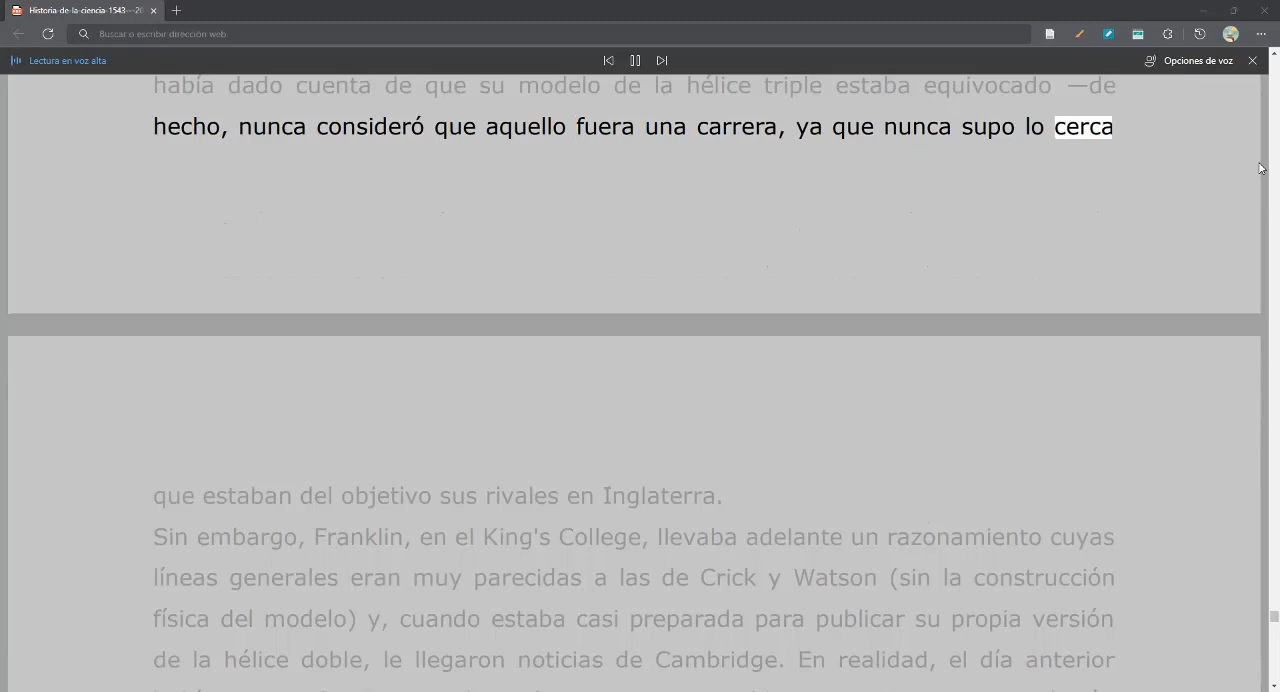 Historia-de-la-ciencia-1543---20
Buscar o escribir dirección web
Lectura en voz alta
Opciones de voz
había dado cuenta de que su modelo de la hélice triple estaba equivocado —de
hecho, nunca consideró que aquello fuera una carrera, ya que nunca supo lo cerca
que estaban del objetivo sus rivales en Inglaterra.
Sin embargo, Franklin, en el King's College, llevaba adelante un razonamiento cuyas
líneas generales eran muy parecidas a las de Crick y Watson (sin la construcción
física del modelo) y, cuando estaba casi preparada para publicar su propia versión
de la hélice doble, le llegaron noticias de Cambridge. En realidad, el día anterior